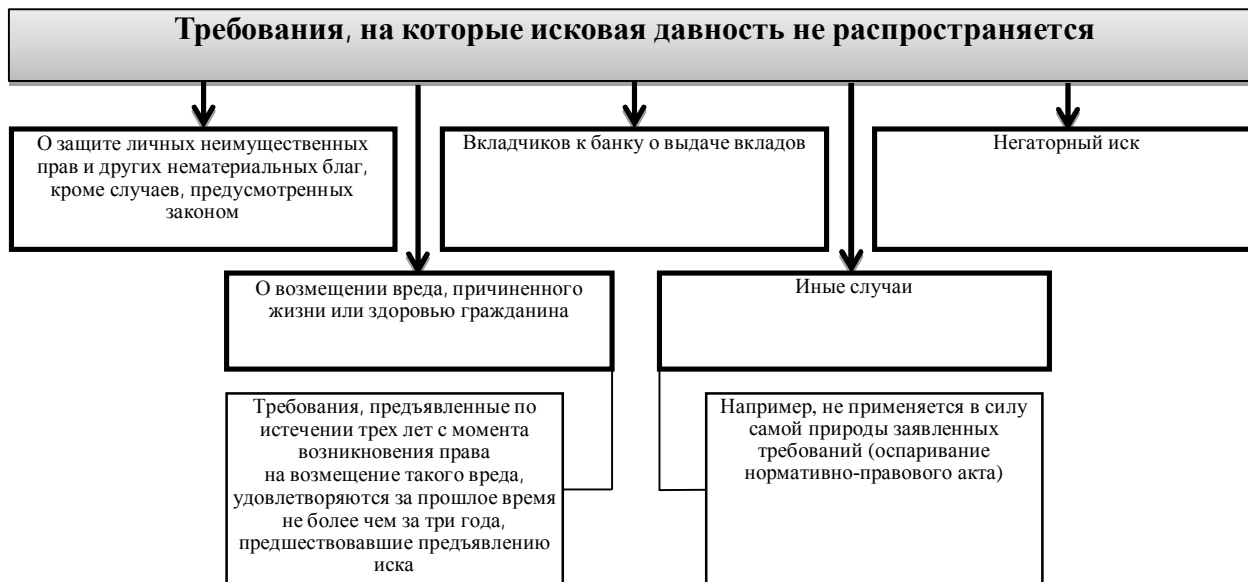 Требования, на которые исковая давность не распространяется
О защите личных неимущественных
прав и других нематериальных благ,
кроме случаев, предусмотренных
законом
Вкладчиков к банку о выдаче вкладов
Негаторный иск
О возмещении вреда, причиненного
жизни или здоровью гражданина
Иные случаи
Требования, предъявленные по
истечении трех лет с момента
возникновения права
на возмещение такого вреда,
удовлетворяются за прошлое время
не более чем за три года,
предшествовавшие предъявлению
иска
Например, не применяется в силу
самой природы заявленных
требований (оспаривание
нормативно-правового акта)